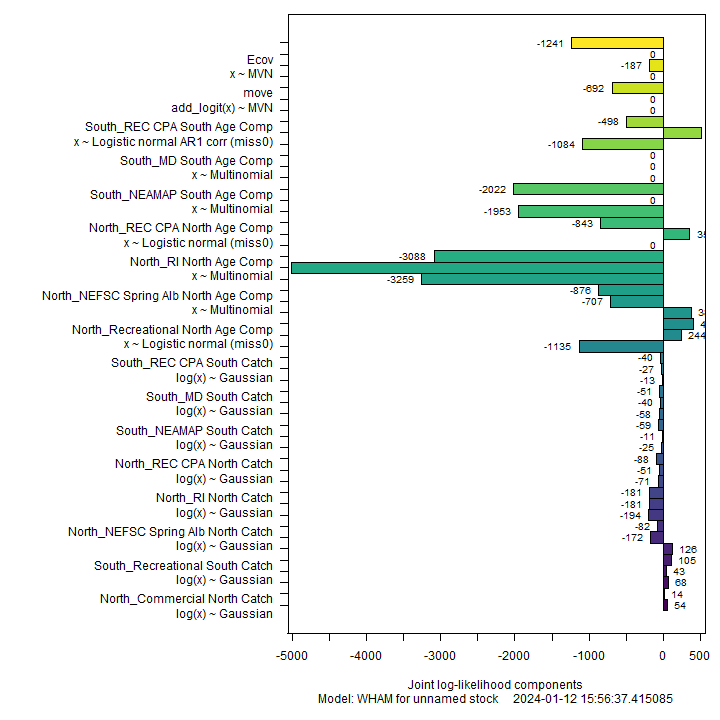 -1241
0
Ecov
-187
x ~ MVN
0
move
-692
0
add_logit(x) ~ MVN
0
South_REC CPA South Age Comp
-498
x ~ Logistic normal AR1 corr (miss0)
-1084
South_MD South Age Comp
0
0
x ~ Multinomial
0
South_NEAMAP South Age Comp
-2022
0
x ~ Multinomial
-1953
North_REC CPA North Age Comp
-843
x ~ Logistic normal (miss0)
0
North_RI North Age Comp
-3088
x ~ Multinomial
-3259
North_NEFSC Spring Alb North Age Comp
-876
-707
x ~ Multinomial
North_Recreational North Age Comp
244
x ~ Logistic normal (miss0)
-1135
South_REC CPA South Catch
-40
-27
log(x) ~ Gaussian
-13
South_MD South Catch
-51
-40
log(x) ~ Gaussian
-58
South_NEAMAP South Catch
-59
-11
log(x) ~ Gaussian
-25
North_REC CPA North Catch
-88
-51
log(x) ~ Gaussian
-71
North_RI North Catch
-181
-181
log(x) ~ Gaussian
-194
North_NEFSC Spring Alb North Catch
-82
-172
log(x) ~ Gaussian
126
South_Recreational South Catch
105
43
log(x) ~ Gaussian
68
North_Commercial North Catch
14
54
log(x) ~ Gaussian
-5000 -4000 -3000 -2000 -1000 0 500
Joint log-likelihood components
Model: WHAM for unnamed stock 2024-01-12 15:56:37.415085